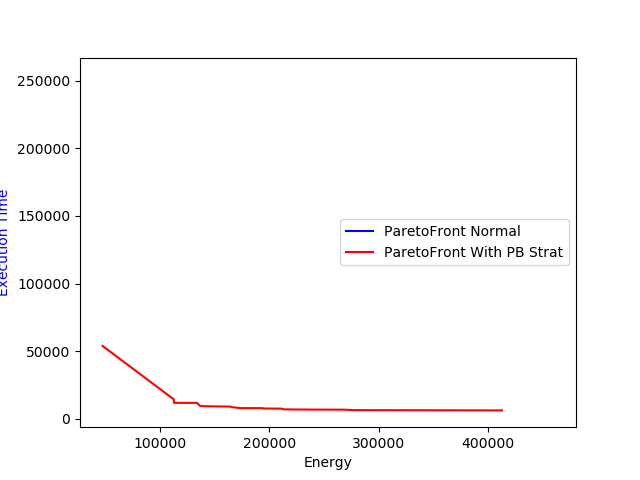 250000
200000
150000
100000
50000
0
Execution Time
ParetoFront Normal
ParetoFront With PB Strat
100000 200000 300000 400000
Energy